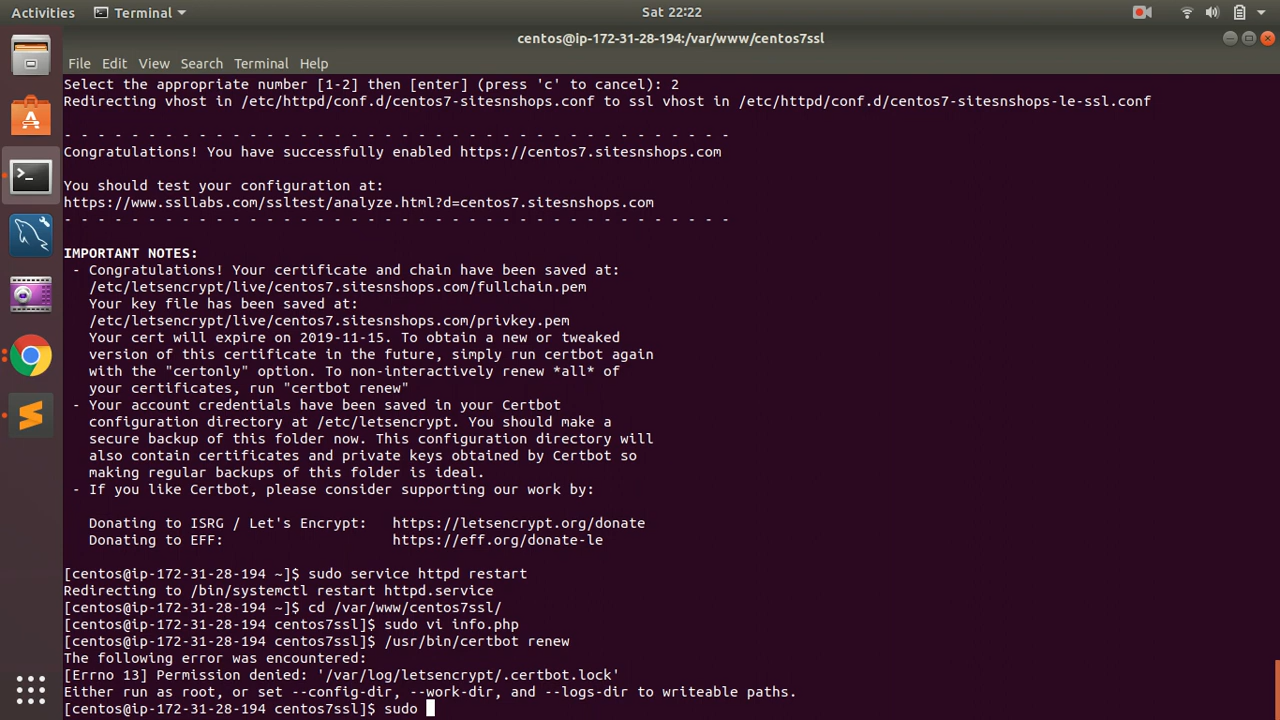 Activities
Terminal
Sat 22:22
centos@ip-172-31-28-194:/var/www/centos7ssl
File Edit View Search Terminal Help
Select the appropriate number [1-2] then [enter] (press 'c' to cancel): 2
Redirecting vhost in /etc/httpd/conf.d/centos7-sitesnshops.conf to ssl vhost in /etc/httpd/conf.d/centos7-sitesnshops-le-ssl.conf
- - - - - - - - - - - - - - - - - - - - - - - - - - - - - - - - - - - - - - - -
Congratulations! You have successfully enabled https://centos7.sitesnshops.com
You should test your configuration at:
https://www.ssllabs.com/ssltest/analyze.html?d=centos7.sitesnshops.com
- - - - - - - - - - - - - - - - - - - - - - - - - - - - - - - - - - - - - - - -
IMPORTANT NOTES:
- Congratulations! Your certificate and chain have been saved at:
/etc/letsencrypt/live/centos7.sitesnshops.com/fullchain.pem
Your key file has been saved at:
/etc/letsencrypt/live/centos7.sitesnshops.com/privkey.pem
Your cert will expire on 2019-11-15. To obtain a new or tweaked
version of this certificate in the future, simply run certbot again
with the "certonly" option. To non-interactively renew *all* of
your certificates, run "certbot renew"
- Your account credentials have been saved in your Certbot
configuration directory at /etc/letsencrypt. You should make a
secure backup of this folder now. This configuration directory will
also contain certificates and private keys obtained by Certbot so
making regular backups of this folder is ideal.
- If you like Certbot, please consider supporting our work by:
Donating to ISRG / Let's Encrypt: https://letsencrypt.org/donate
Donating to EFF: https://eff.org/donate-le
[centos@ip-172-31-28-194 ~]$ sudo service httpd restart
Redirecting to /bin/systemctl restart httpd.service
[centos@ip-172-31-28-194 ~]$ cd /var/www/centos7ssl/
[centos@ip-172-31-28-194 centos7ssl]$ sudo vi info.php
[centos@ip-172-31-28-194 centos7ssl]$ /usr/bin/certbot renew
The following error was encountered:
[Errno 13] Permission denied: '/var/log/letsencrypt/.certbot.lock'
Either run as root, or set --config-dir, --work-dir, and --logs-dir to writeable paths.
[centos@ip-172-31-28-194 centos7ssl]$ sudo